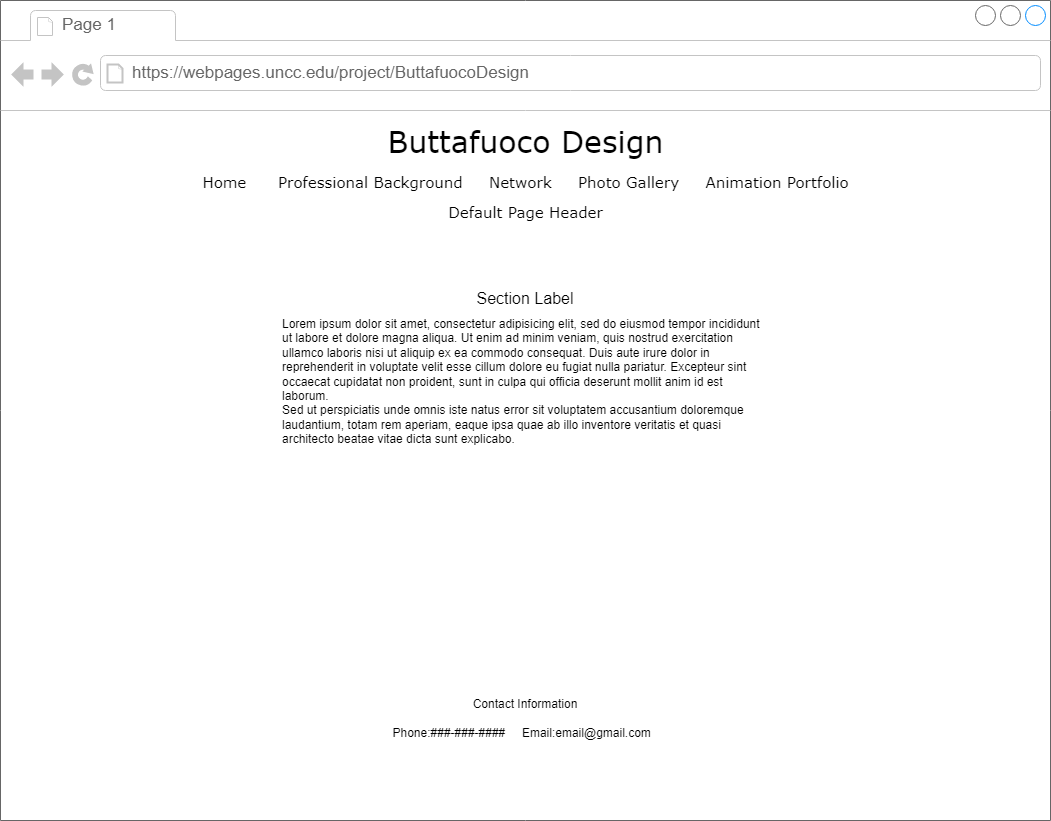 Page 1
https://webpages.uncc.edu/project/ButtafuocoDesign
Buttafuoco Design
Home Professional Background Network Photo Gallery Animation Portfolio
Default Page Header
Section Label
Lorem ipsum dolor sit amet, consectetur adipisicing elit, sed do eiusmod tempor incididunt
ut labore et dolore magna aliqua. Ut enim ad minim veniam, quis nostrud exercitation
ullamco laboris nisi ut aliquip ex ea commodo consequat. Duis aute irure dolor in
reprehenderit in voluptate velit esse cillum dolore eu fugiat nulla pariatur. Excepteur sint
occaecat cupidatat non proident, sunt in culpa qui officia deserunt mollit anim id est
laborum.
Sed ut perspiciatis unde omnis iste natus error sit voluptatem accusantium doloremque
laudantium, totam rem aperiam, eaque ipsa quae ab illo inventore veritatis et quasi
architecto beatae vitae dicta sunt explicabo.
Contact Information
Phone:###-###-#### Email:email@gmail.com